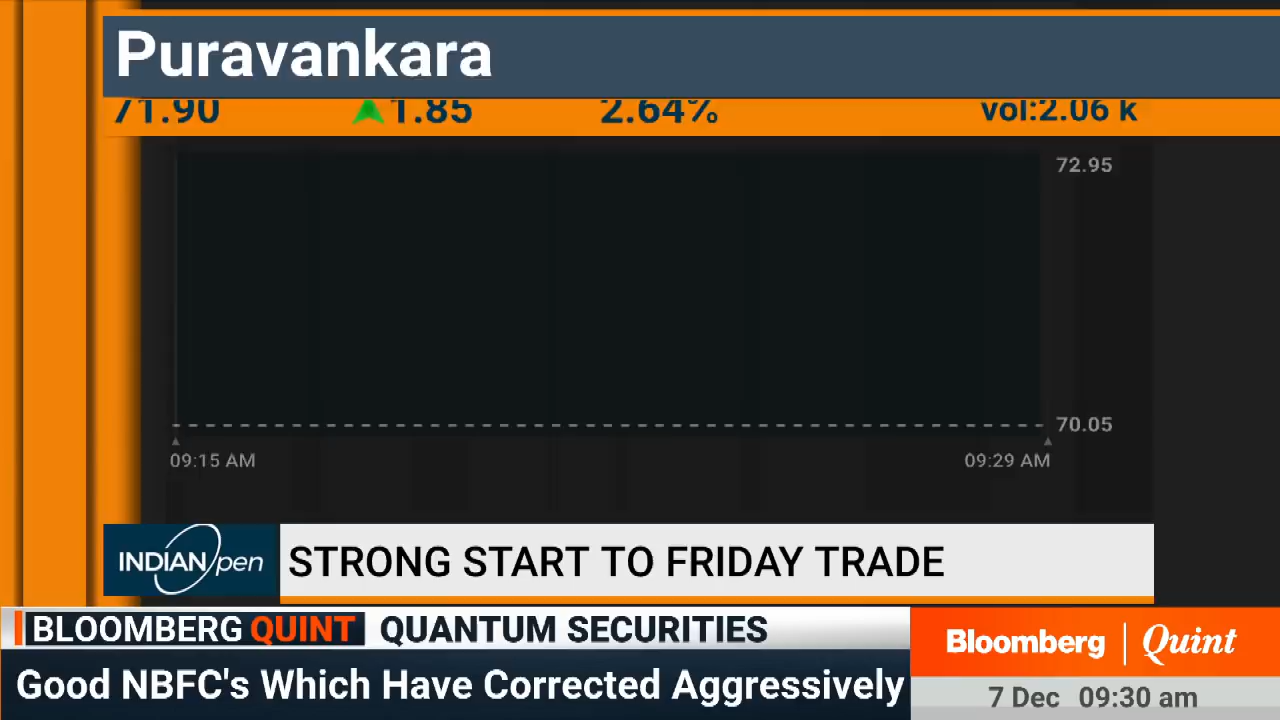 Puravankara
71.90 1.85 2.64% vol:2.06 k
72.95
70.05
09:15 AM 09:29 AM
INDIAN Open STRONG START TO FRIDAY TRADE
BLOOMBERG QUINT QUANTUM SECURITIES
Good NBFC's Which Have Corrected Aggressively
Bloomberg | Quint
7 Dec 09:30 am